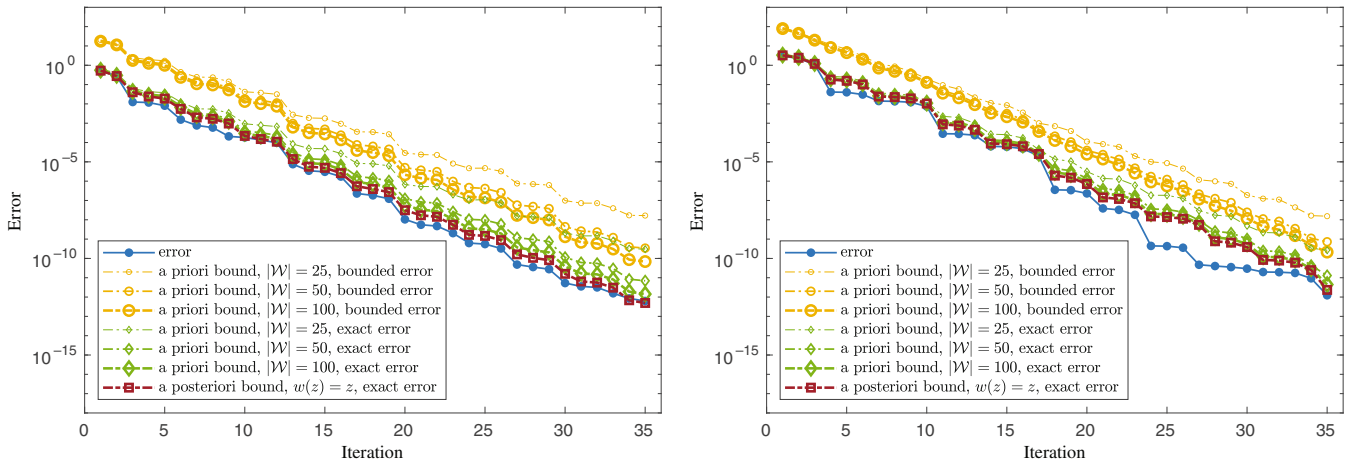 10^0
10^-5
10^-10
10^-15
Error
error
a priori bound, |𝒲| = 25, bounded error
a priori bound, |𝒲| = 50, bounded error
a priori bound, |𝒲| = 100, bounded error
a priori bound, |𝒲| = 25, exact error
a priori bound, |𝒲| = 50, exact error
a priori bound, |𝒲| = 100, exact error
a posteriori bound, w(z) = z, exact error
0 5 10 15 20 25 30 35
Iteration
10^0
10^-5
10^-10
10^-15
Error
error
a priori bound, |𝒲| = 25, bounded error
a priori bound, |𝒲| = 50, bounded error
a priori bound, |𝒲| = 100, bounded error
a priori bound, |𝒲| = 25, exact error
a priori bound, |𝒲| = 50, exact error
a priori bound, |𝒲| = 100, exact error
a posteriori bound, w(z) = z, exact error
0 5 10 15 20 25 30 35
Iteration